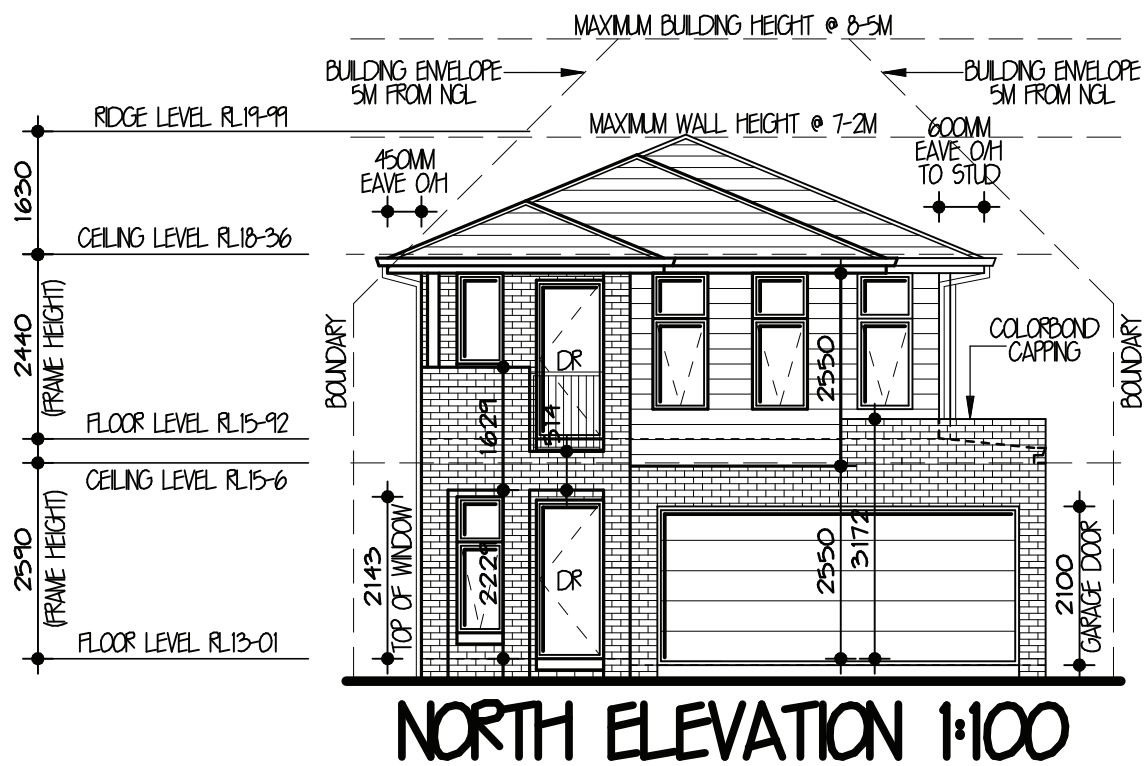 MAXIMUM BUILDING HEIGHT @ 8-5M
BUILDING ENVELOPE
5M FROM NGL
BUILDING ENVELOPE
5M FROM NGL
RIDGE LEVEL RL19-99
MAXIMUM WALL HEIGHT @ 7-2M
600MM
EAVE O/H
TO STUD
450MM
EAVE O/H
1630
CEILING LEVEL RL18-36
2440
(FRAME HEIGHT)
BOUNDARY
BOUNDARY
COLORBOND
CAPPING
DR
2550
1629
514
FLOOR LEVEL RL15-92
CEILING LEVEL RL15-6
2590
(FRAME HEIGHT)
2143
TOP OF WINDOW
2229
DR
2550
3172
2100
GARAGE DOOR
FLOOR LEVEL RL13-01
NORTH ELEVATION 1:100